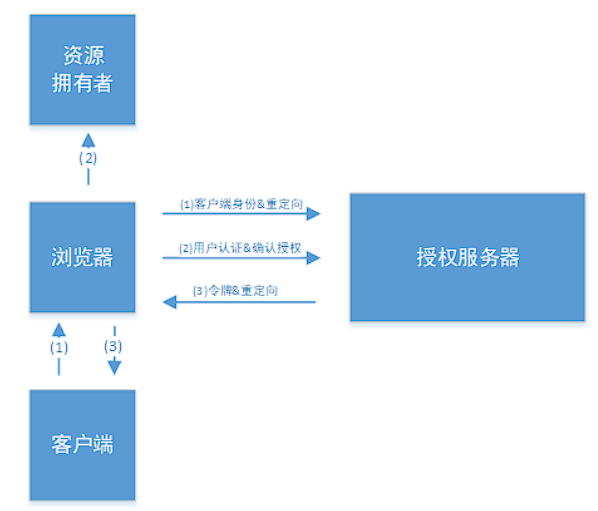 资源
拥有者
(2)
(1)客户端身份&重定向
(2)用户认证&确认授权
浏览器
授权服务器
(3)令牌&重定向
(1)
(3)
客户端